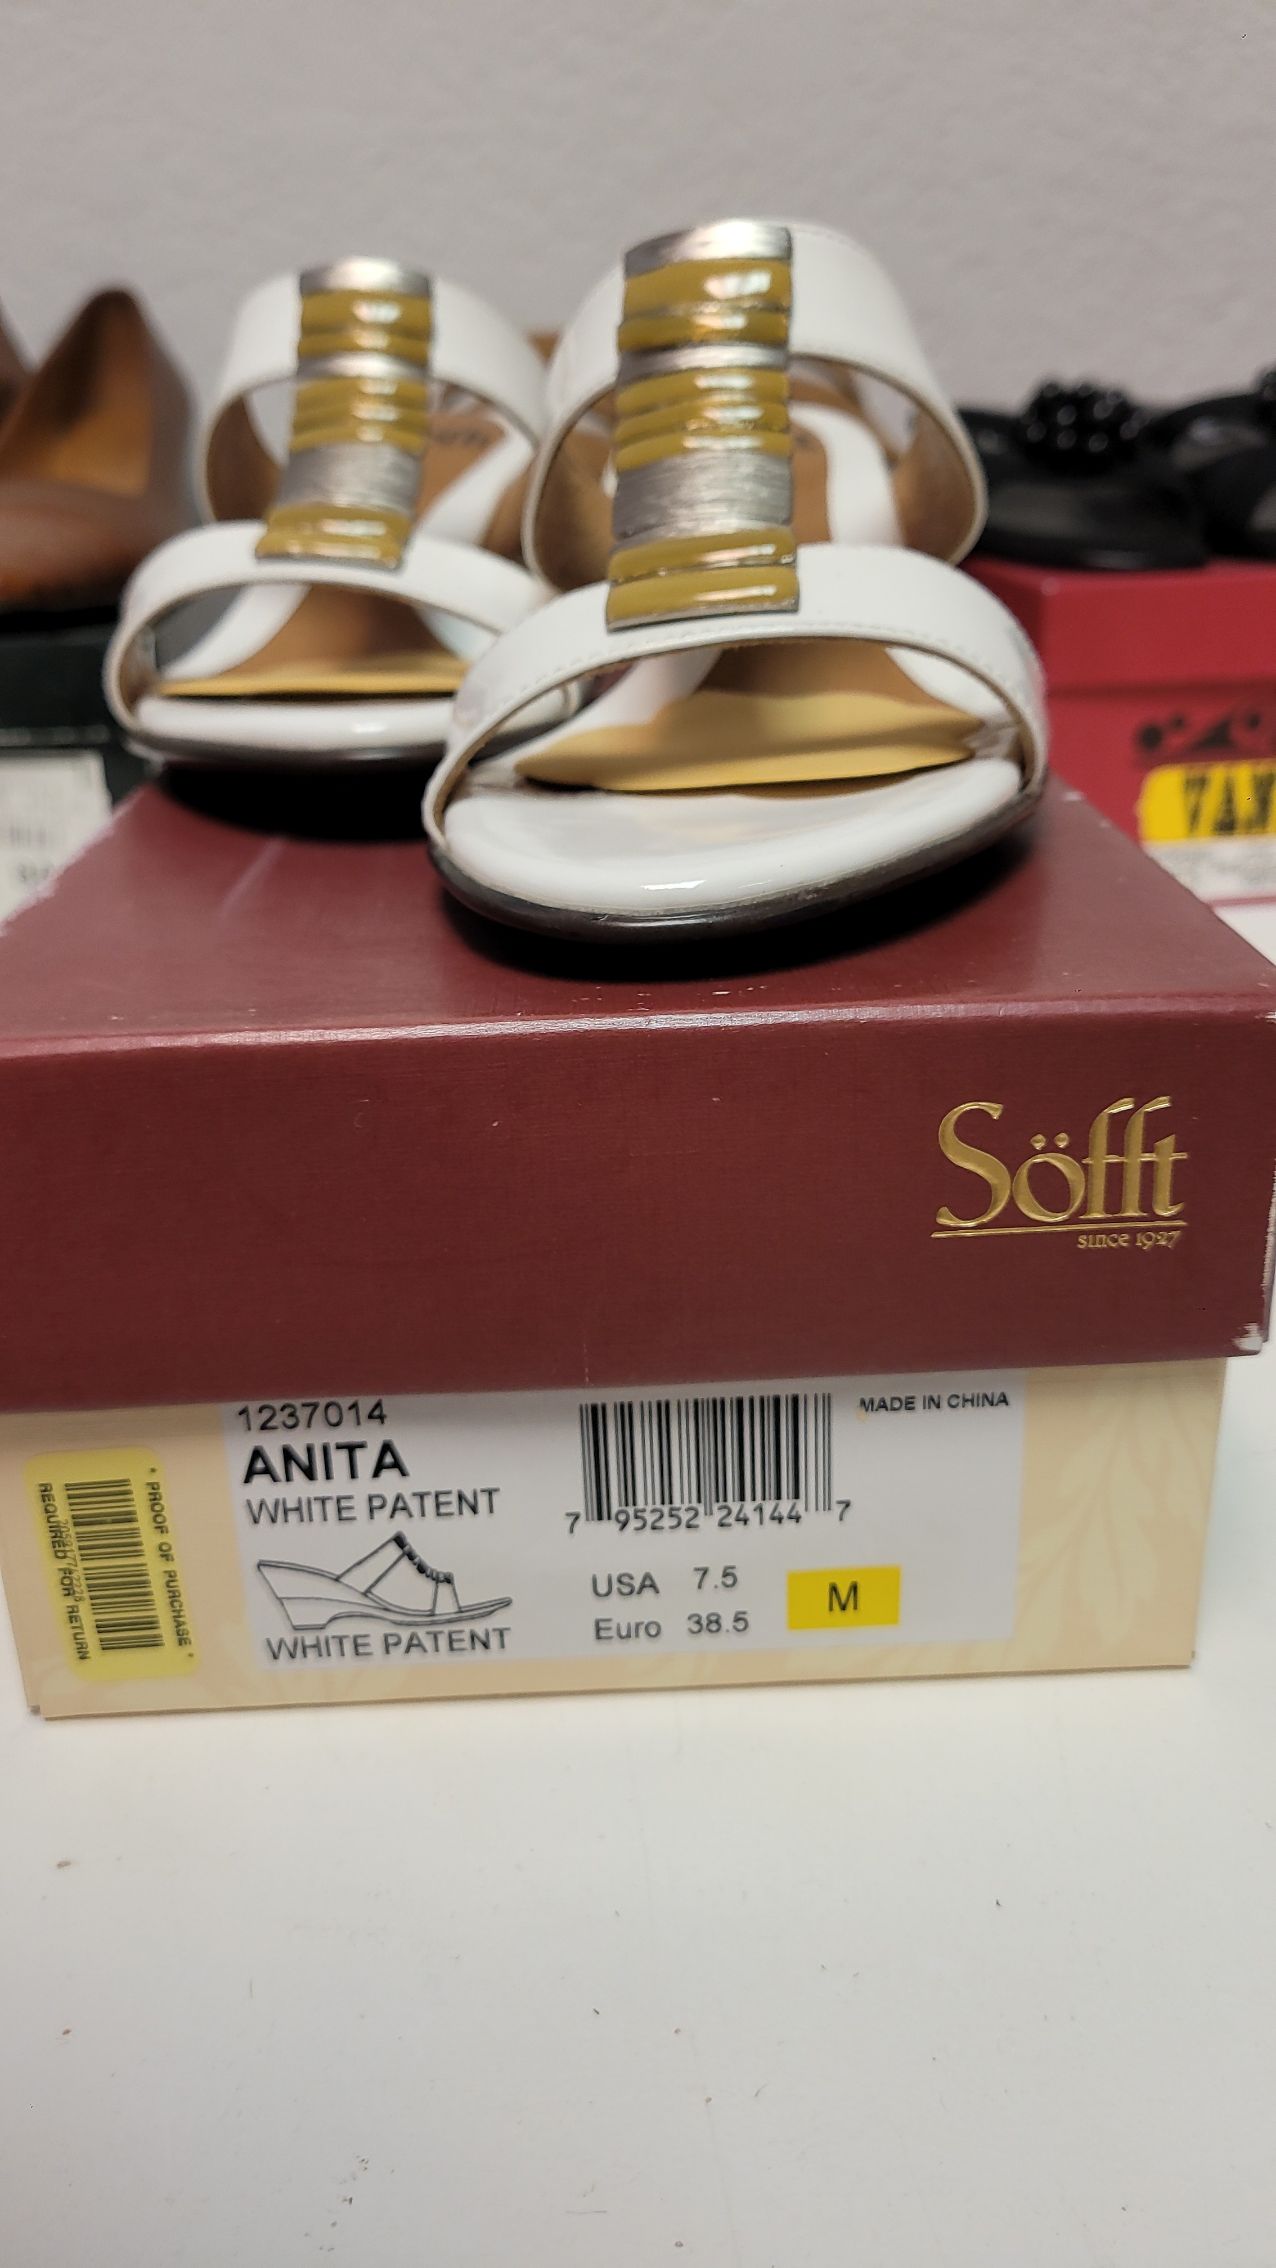 Söfft
since 1927
1237014
ANITA
WHITE PATENT
WHITE PATENT
7 95252 24144 7
MADE IN CHINA
USA 7.5
Euro 38.5
M
* PROOF OF PURCHASE *
REQUIRED FOR RETURN